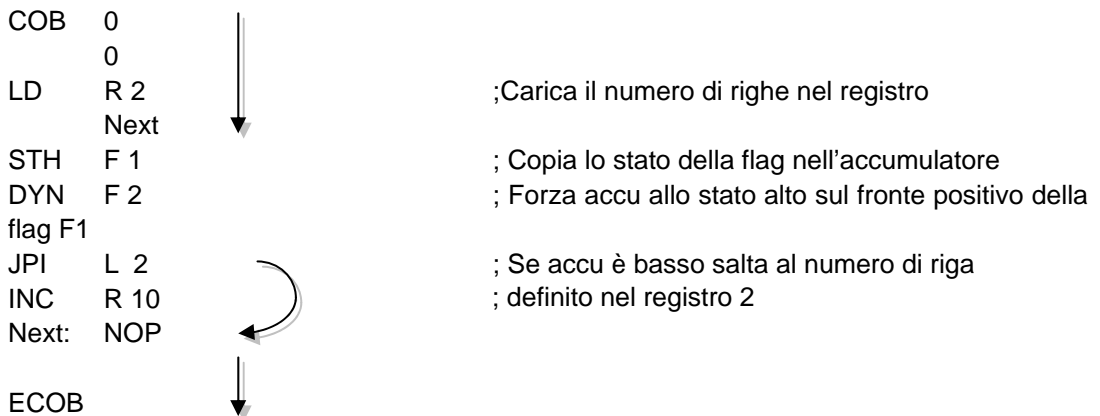 COB 0
0
LD R 2 ;Carica il numero di righe nel registro
Next
STH F 1 ; Copia lo stato della flag nell'accumulatore
DYN F 2 ; Forza accu allo stato alto sul fronte positivo della
flag F1
JPI L 2 ; Se accu è basso salta al numero di riga
INC R 10 ; definito nel registro 2
Next: NOP
ECOB